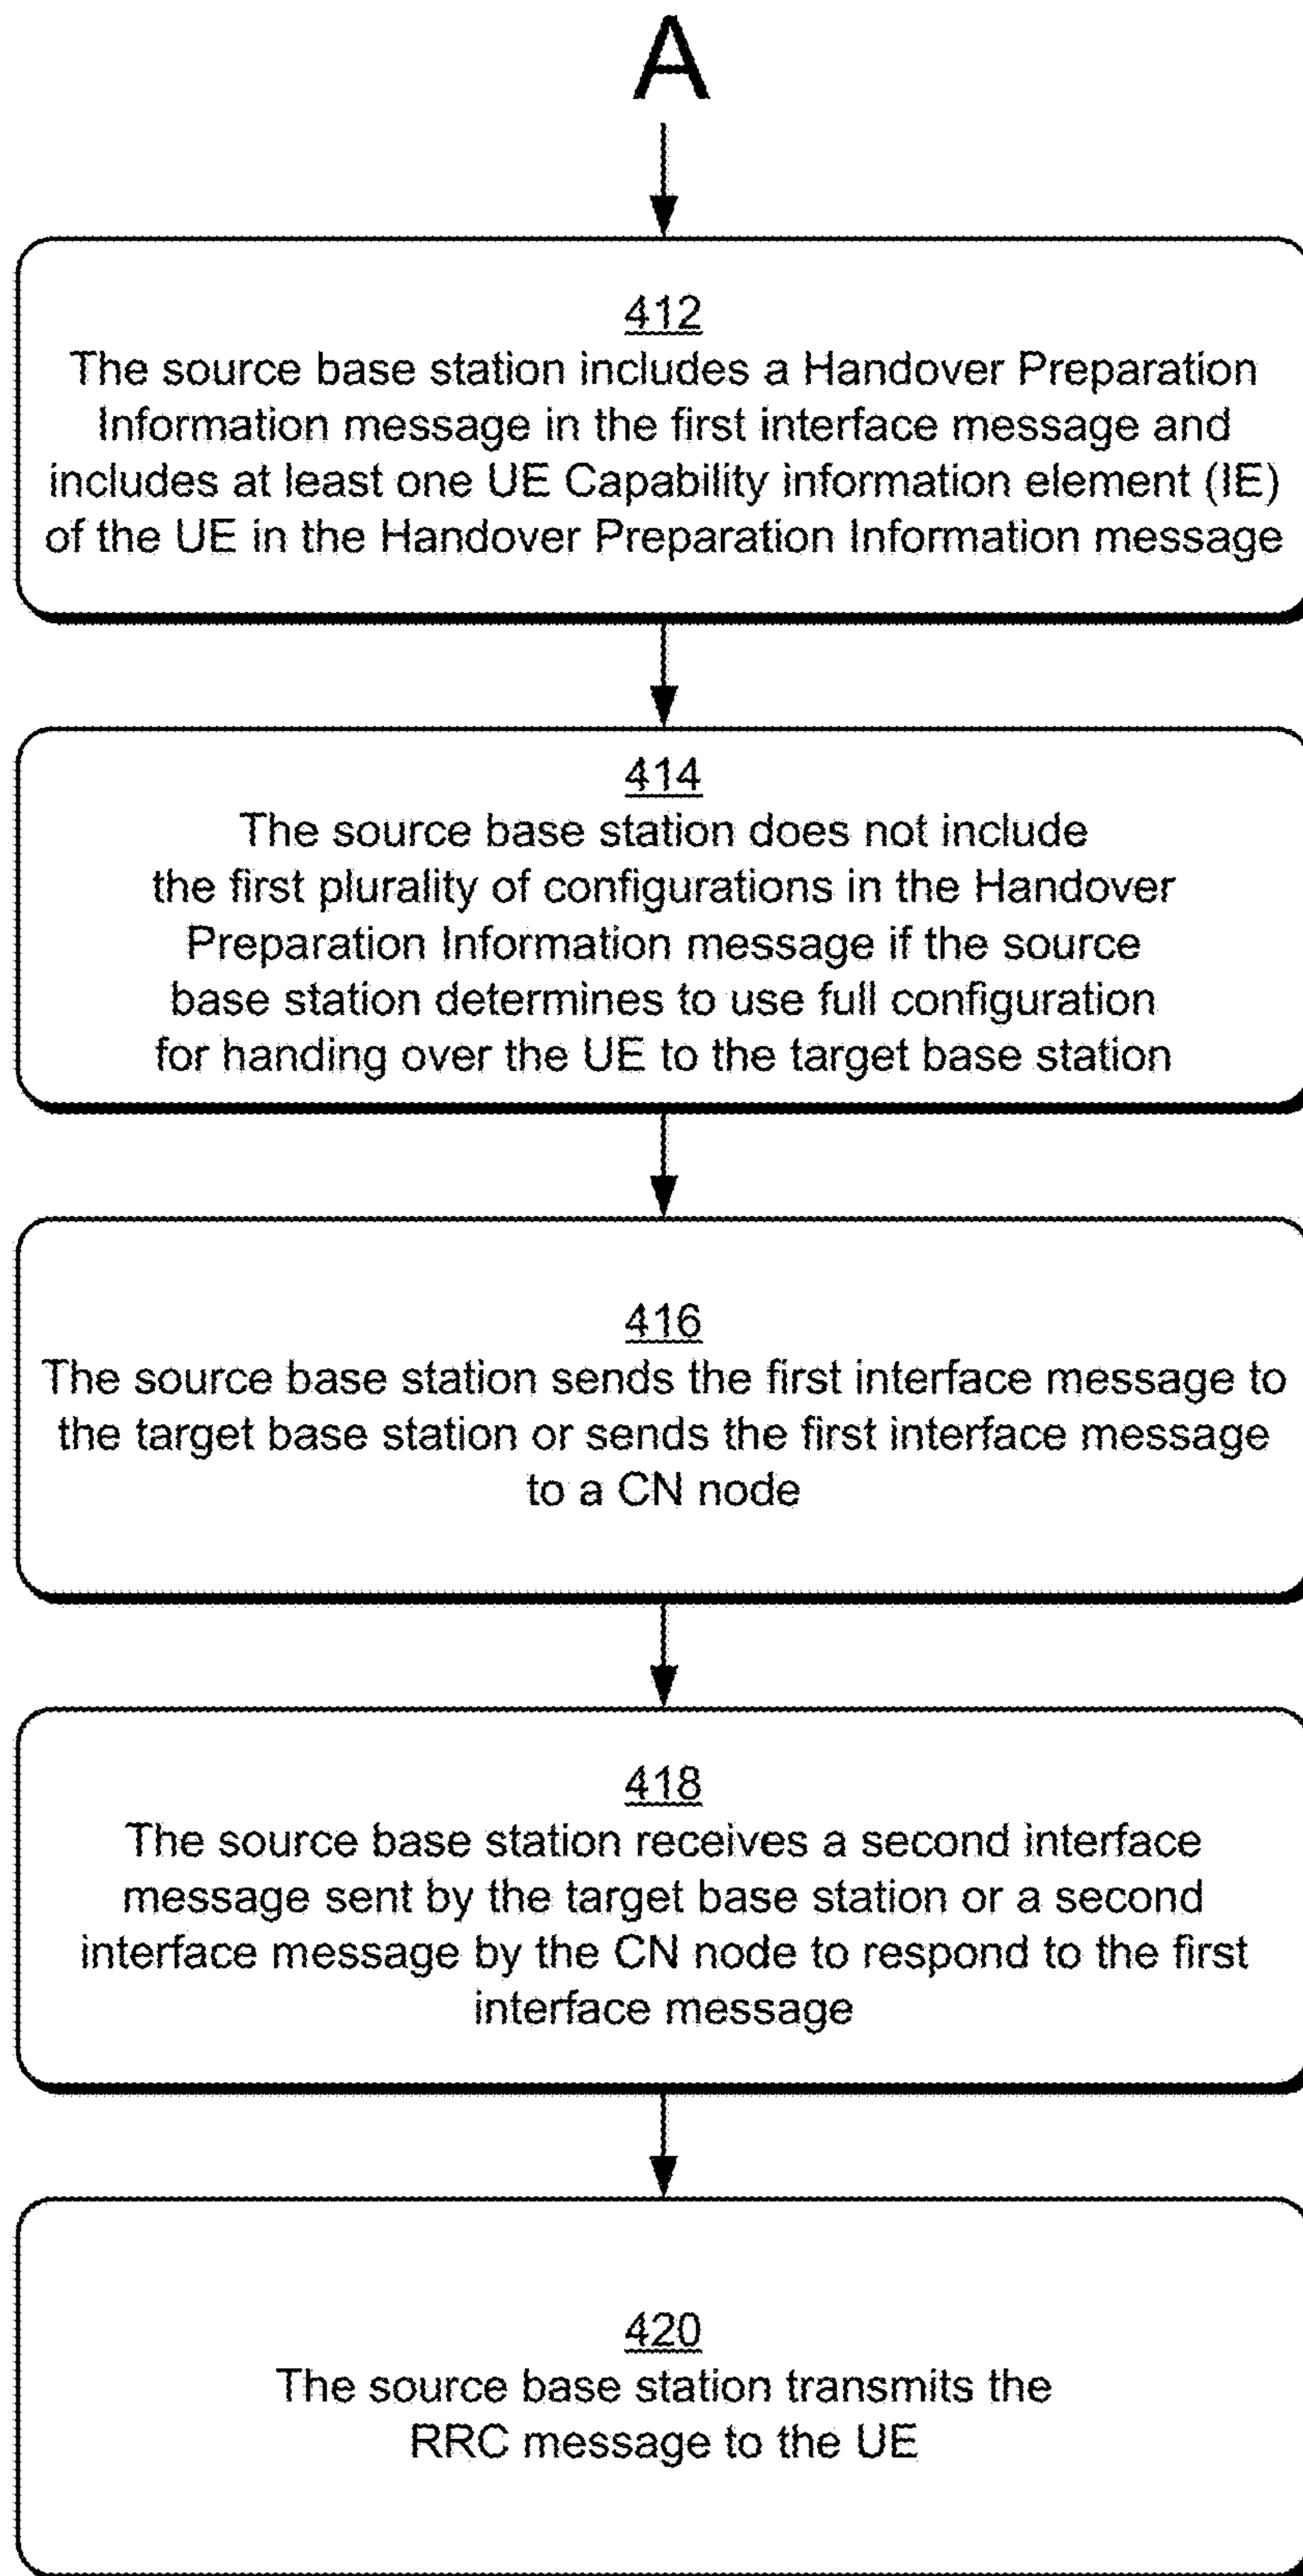 A
412
The source base station includes a Handover Preparation
Information message in the first interface message and
includes at least one UE Capability information element (IE)
of the UE in the Handover Preparation Information message
414
The source base station does not include
the first plurality of configurations in the Handover
Preparation Information message if the source
base station determines to use full configuration
for handing over the UE to the target base station
416
The source base station sends the first interface message to
the target base station or sends the first interface message
to a CN node
418
The source base station receives a second interface
message sent by the target base station or a second
interface message by the CN node to respond to the first
interface message
420
The source base station transmits the
RRC message to the UE